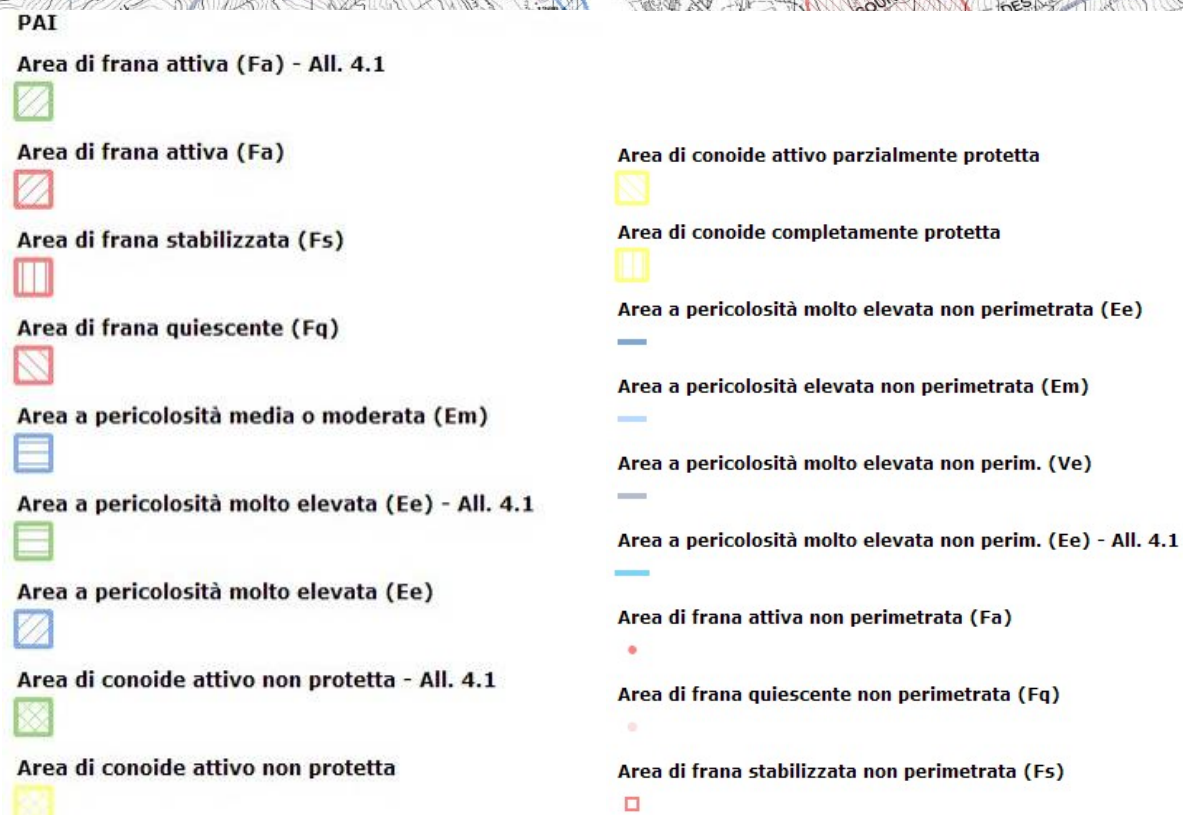 PAI
Area di frana attiva (Fa) - All. 4.1
Area di frana attiva (Fa)
Area di frana stabilizzata (Fs)
Area di frana quiescente (Fq)
Area a pericolosità media o moderata (Em)
Area a pericolosità molto elevata (Ee) - All. 4.1
Area a pericolosità molto elevata (Ee)
Area di conoide attivo non protetta - All. 4.1
Area di conoide attivo non protetta
Area di conoide attivo parzialmente protetta
Area di conoide completamente protetta
Area a pericolosità molto elevata non perimetrata (Ee)
Area a pericolosità elevata non perimetrata (Em)
Area a pericolosità molto elevata non perim. (Ve)
Area a pericolosità molto elevata non perim. (Ee) - All. 4.1
Area di frana attiva non perimetrata (Fa)
Area di frana quiescente non perimetrata (Fq)
Area di frana stabilizzata non perimetrata (Fs)